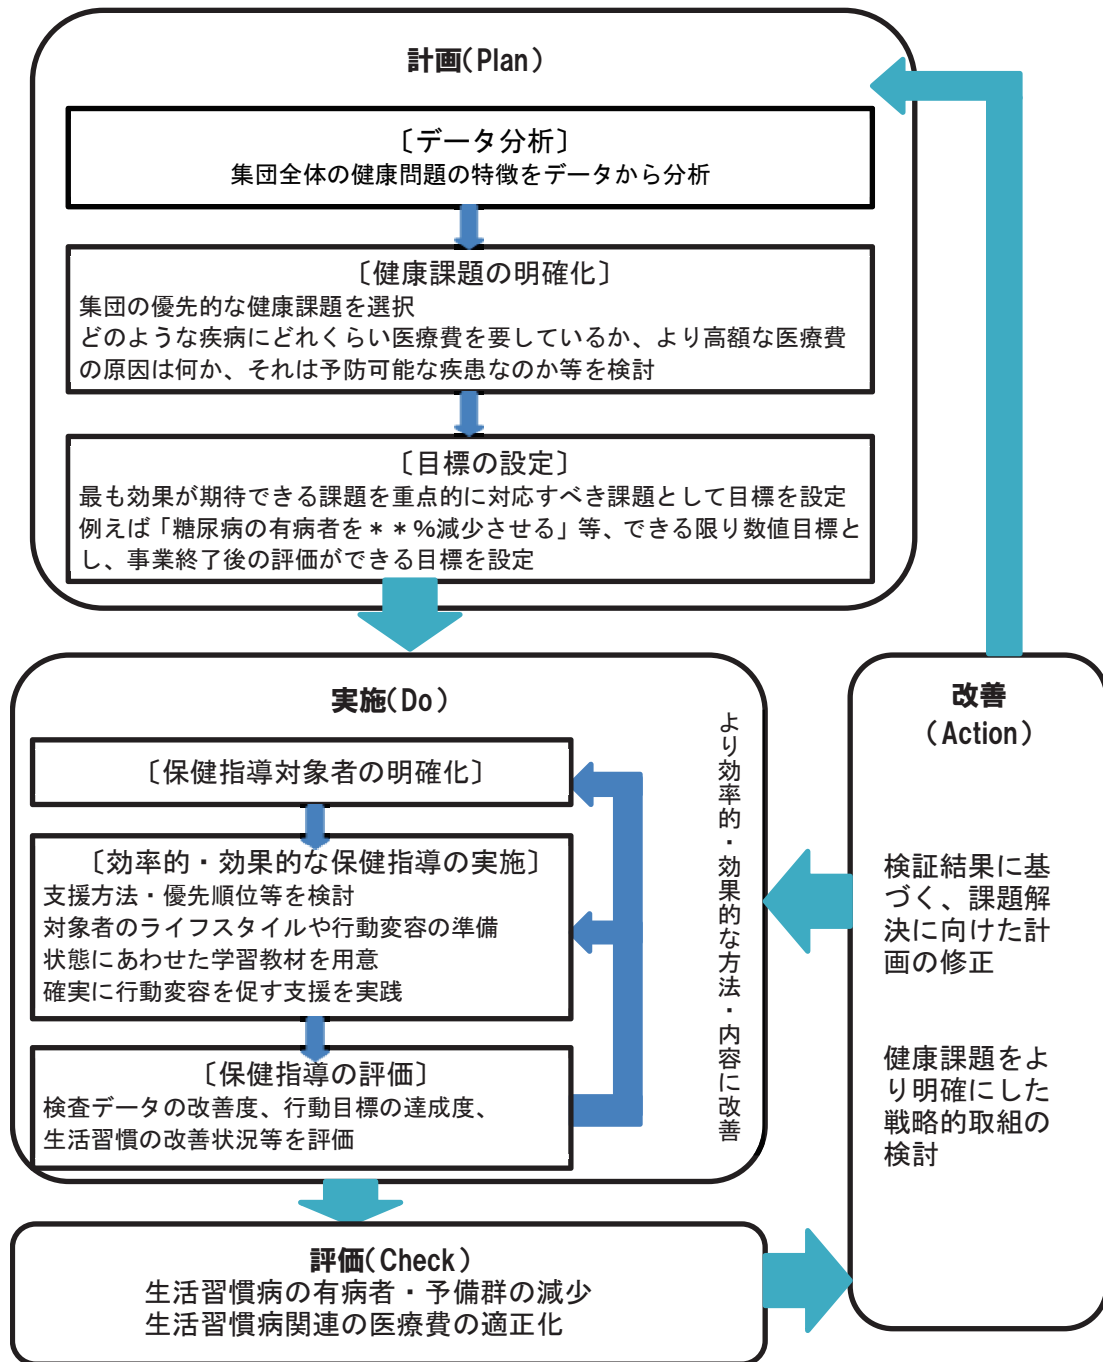 計画(Plan)
〔データ分析〕
集団全体の健康問題の特徴をデータから分析
〔健康課題の明確化〕
集団の優先的な健康課題を選択
どのような疾病にどれくらい医療費を要しているか、より高額な医療費
の原因は何か、それは予防可能な疾患なのか等を検討
〔目標の設定〕
最も効果が期待できる課題を重点的に対応すべき課題として目標を設定
例えば「糖尿病の有病者を＊＊%減少させる」等、できる限り数値目標と
し、事業終了後の評価ができる目標を設定
実施(Do)
〔保健指導対象者の明確化〕
〔効率的・効果的な保健指導の実施〕
支援方法・優先順位等を検討
対象者のライフスタイルや行動変容の準備
状態にあわせた学習教材を用意
確実に行動変容を促す支援を実践
〔保健指導の評価〕
検査データの改善度、行動目標の達成度、
生活習慣の改善状況等を評価
より効率的・効果的な方法・内容に改善
評価(Check)
生活習慣病の有病者・予備群の減少
生活習慣病関連の医療費の適正化
改善
(Action)
検証結果に基
づく、課題解
決に向けた計
画の修正
健康課題をよ
り明確にした
戦略的取組の
検討